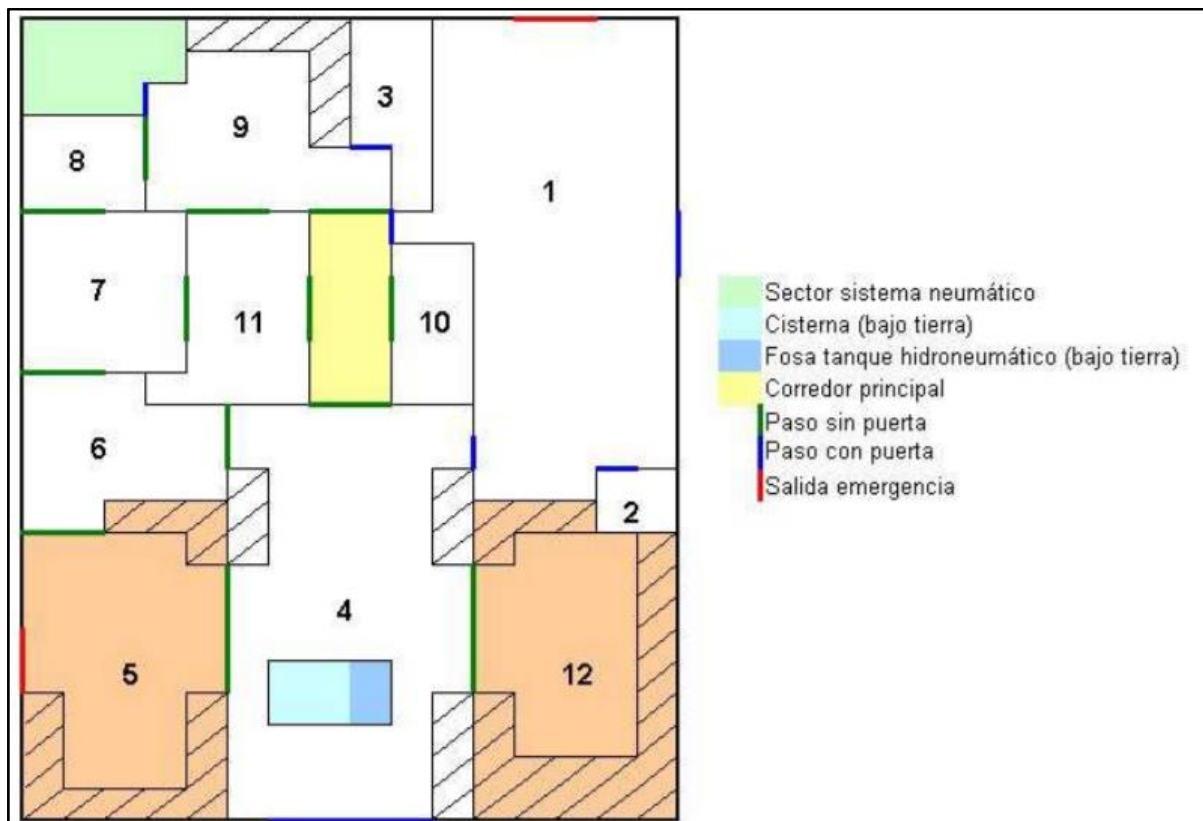 3
9
1
8
7
11
10
6
2
4
5
12
Sector sistema neumático
Cisterna (bajo tierra)
Fosa tanque hidroneumático (bajo tierra)
Corredor principal
Paso sin puerta
Paso con puerta
Salida emergencia